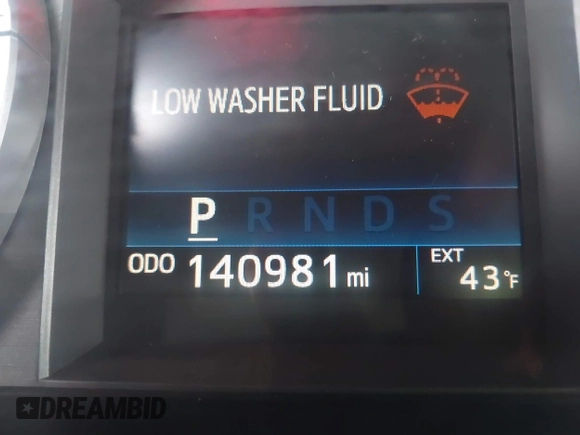 LOW WASHER FLUID
P R N D S
ODO 140981 mi
EXT
43°F
DREAMBID